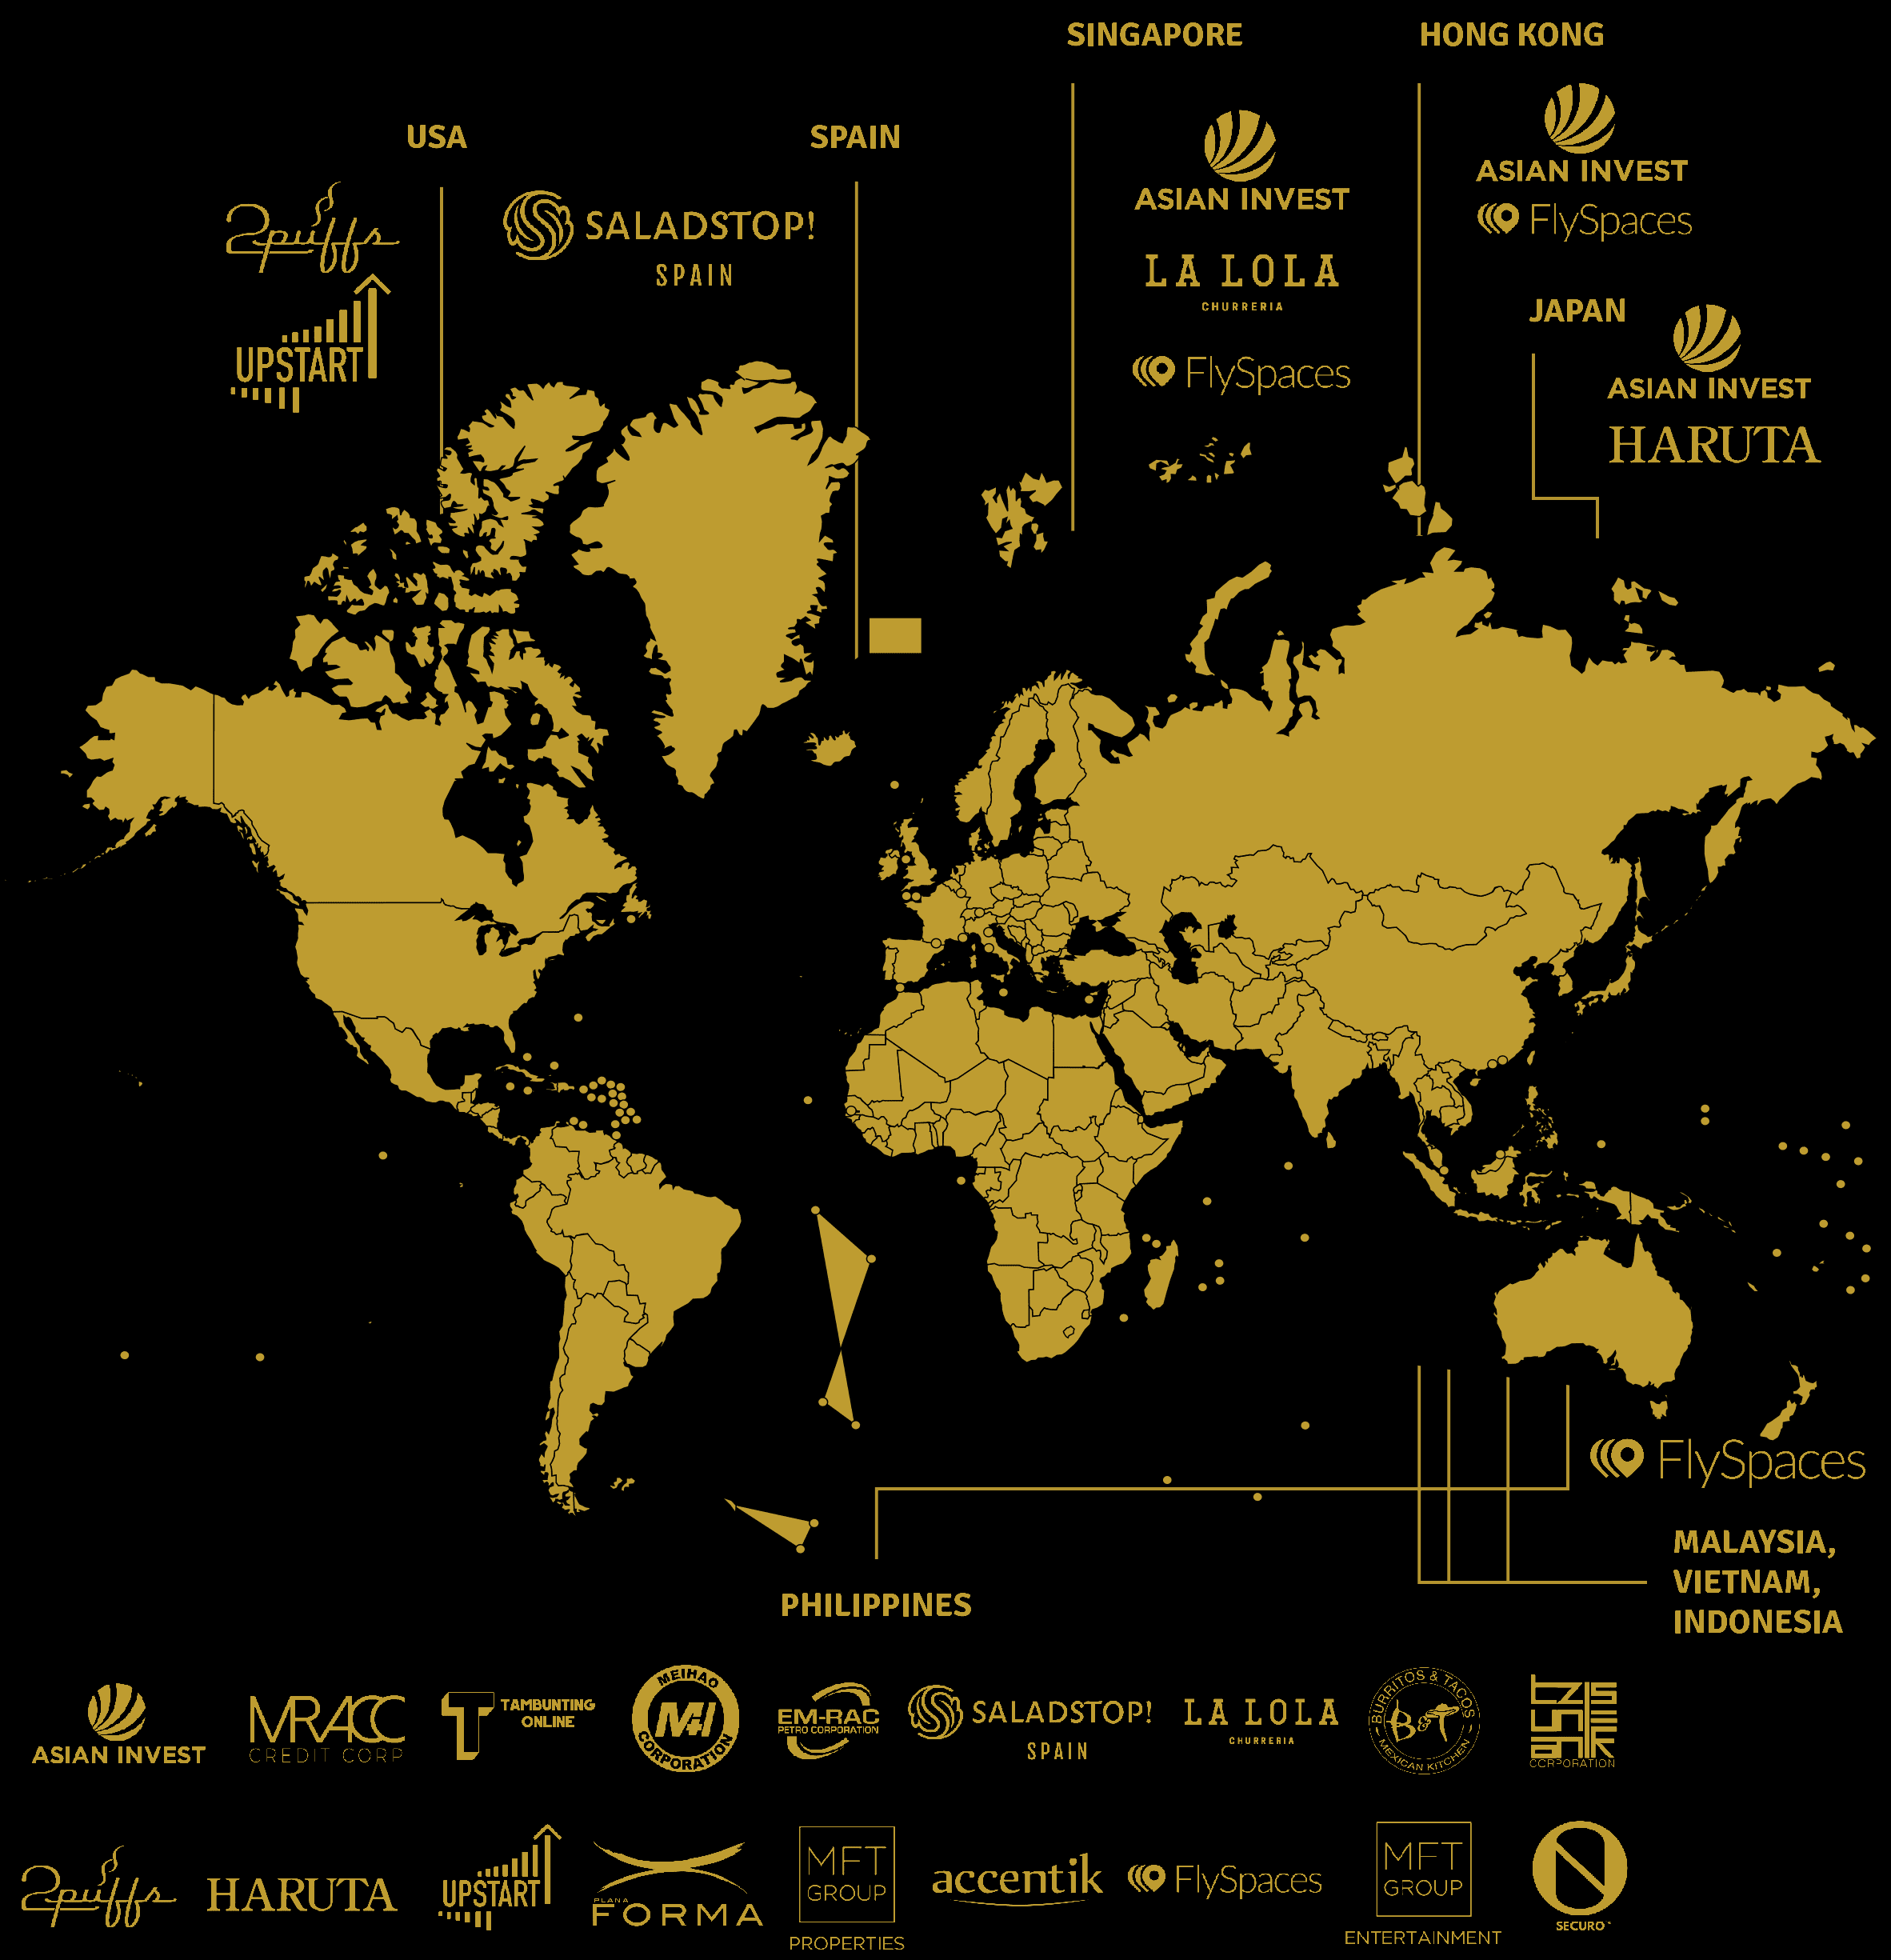 SINGAPORE
HONG KONG
USA
SPAIN
ASIAN INVEST
ASIAN INVEST
2puffs
SALADSTOP!
SPAIN
FlySpaces
LA LOLA
CHURRERIA
UPSTART
JAPAN
FlySpaces
ASIAN INVEST
HARUTA
FlySpaces
MALAYSIA,
VIETNAM,
INDONESIA
PHILIPPINES
ASIAN INVEST
MRACC
CREDIT CORP
TAMBUNTING
ONLINE
MEIHAO
M+I
CORPORATION
EM-RAC
PETRO CORPORATION
SALADSTOP!
SPAIN
LA LOLA
CHURRERIA
BURRITOS & TACOS
B&T
MEXICAN KITCHEN
CORPORATION
2puffs
HARUTA
UPSTART
PLANA
FORMA
MFT
GROUP
PROPERTIES
accentik
FlySpaces
MFT
GROUP
ENTERTAINMENT
SECURO